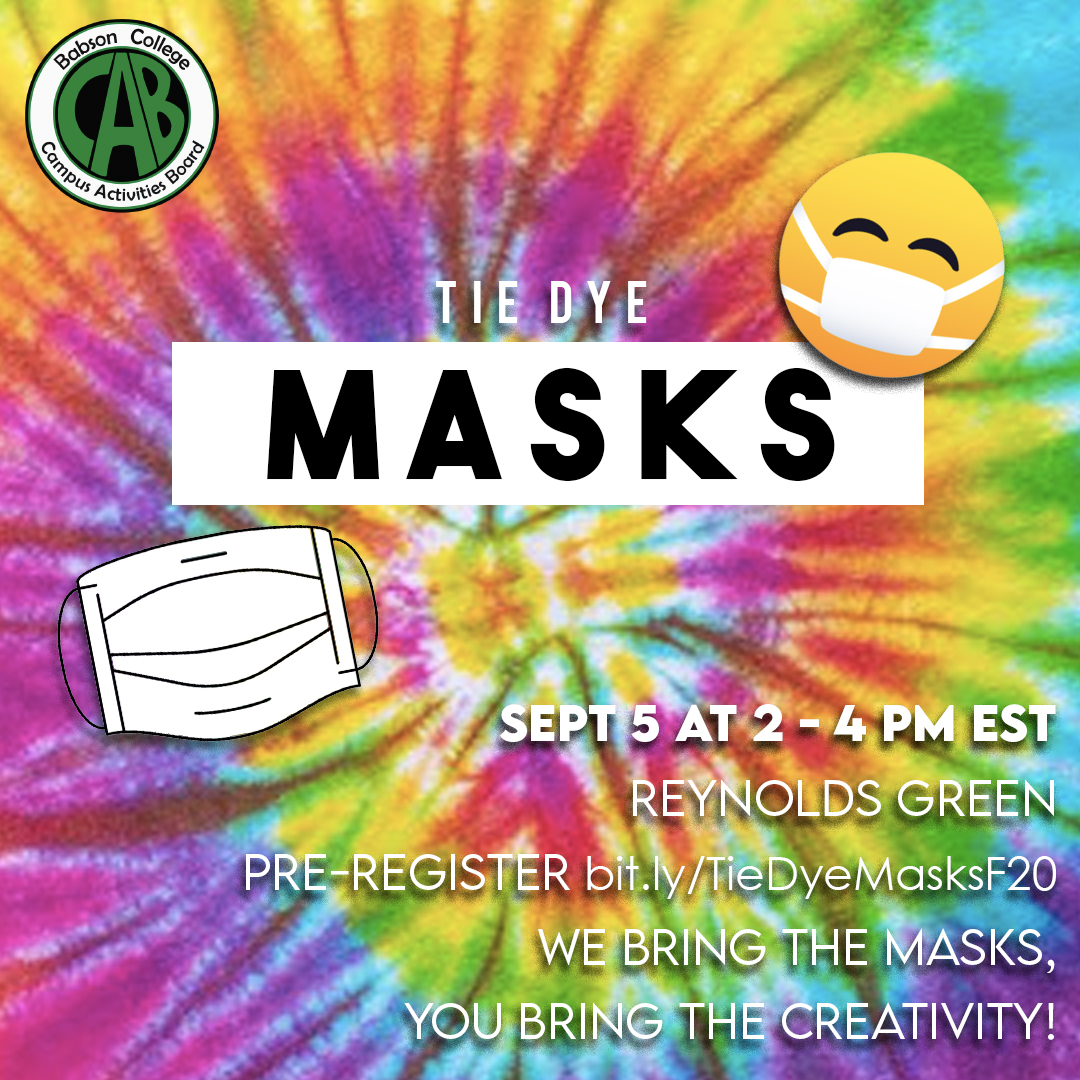 Babson College
CAB
Campus Activities Board
TIE DYE
MASKS
SEPT 5 AT 2 - 4 PM EST
REYNOLDS GREEN
PRE-REGISTER bit.ly/TieDyeMasksF20
WE BRING THE MASKS,
YOU BRING THE CREATIVITY!